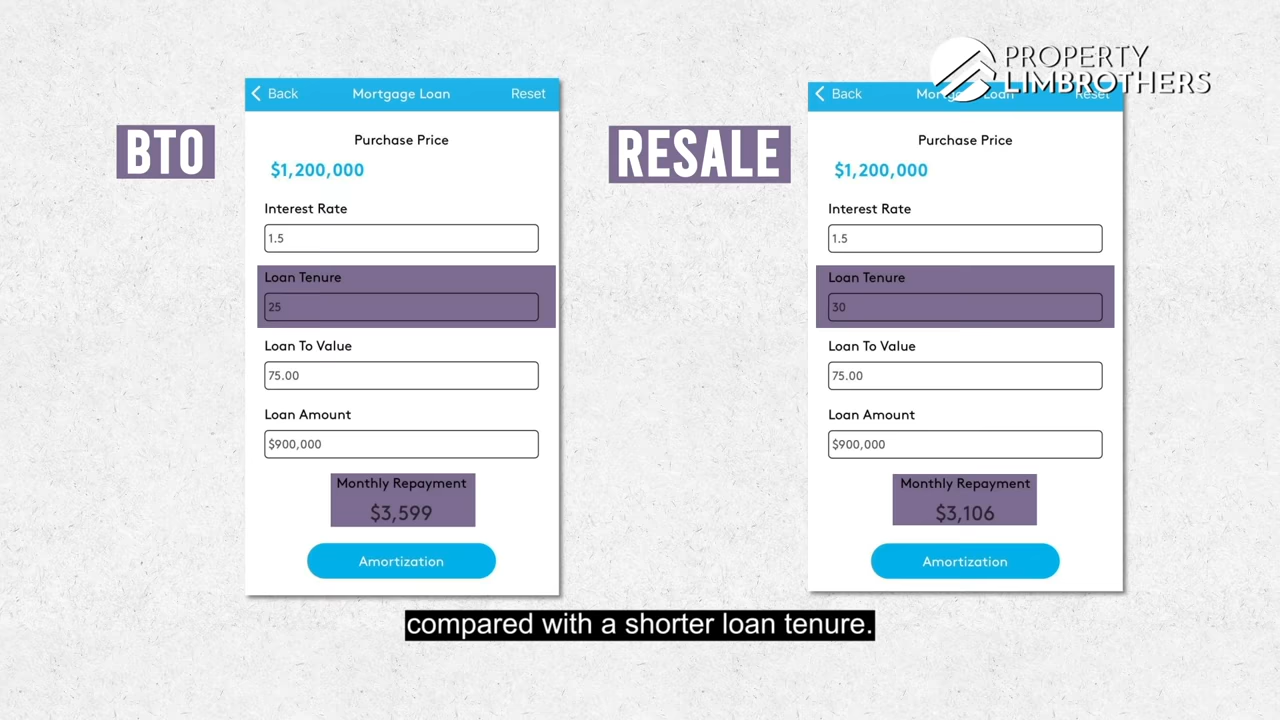 PROPERTY
LIMBROTHERS
BTO
Back Mortgage Loan Reset
Purchase Price
$1,200,000
Interest Rate
1.5
Loan Tenure
25
Loan To Value
75.00
Loan Amount
$900,000
Monthly Repayment
$3,599
Amortization
RESALE
Back Mortgage Loan Reset
Purchase Price
$1,200,000
Interest Rate
1.5
Loan Tenure
30
Loan To Value
75.00
Loan Amount
$900,000
Monthly Repayment
$3,106
Amortization
compared with a shorter loan tenure.